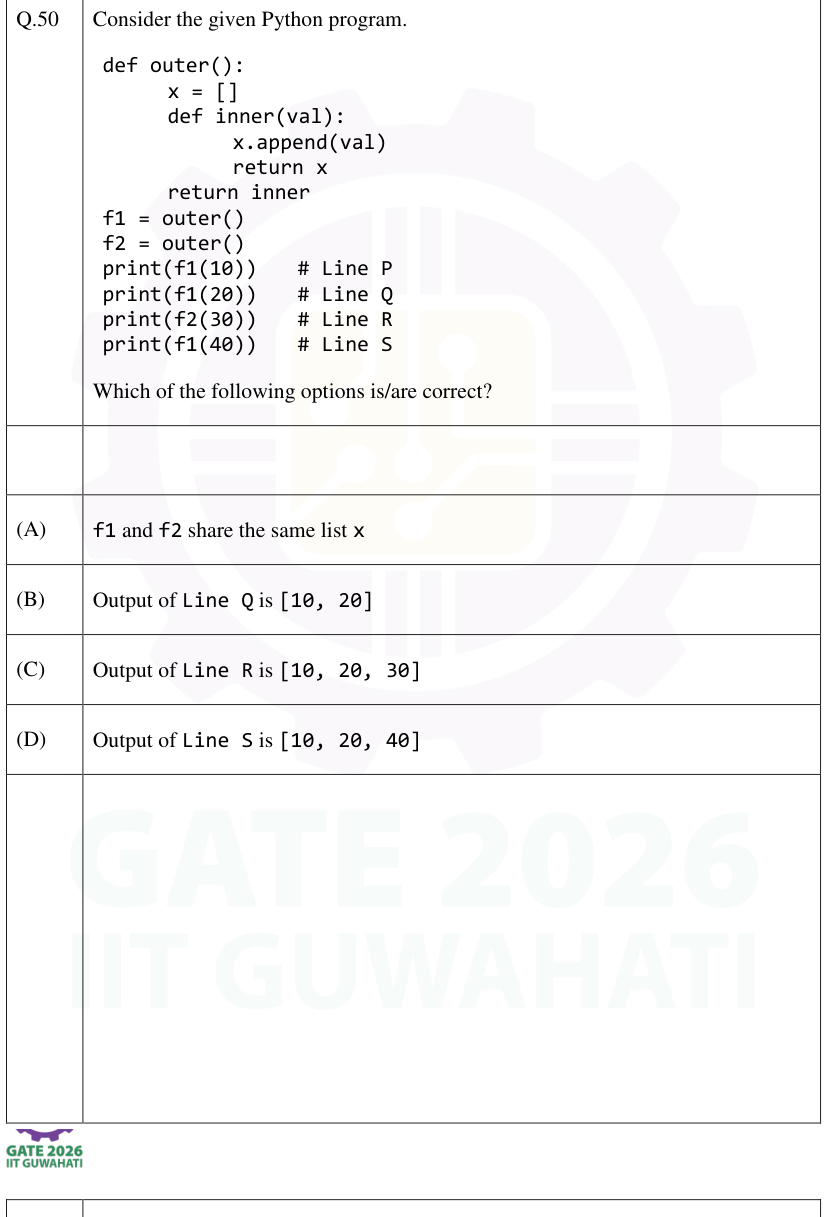 Q.50 Consider the given Python program.
def outer():
x = []
def inner(val):
x.append(val)
return x
return inner
f1 = outer()
f2 = outer()
print(f1(10)) # Line P
print(f1(20)) # Line Q
print(f2(30)) # Line R
print(f1(40)) # Line S
Which of the following options is/are correct?
(A) f1 and f2 share the same list x
(B) Output of Line Q is [10, 20]
(C) Output of Line R is [10, 20, 30]
(D) Output of Line S is [10, 20, 40]
GATE 2026
IIT GUWAHATI
GATE 2026
IIT GUWAHATI